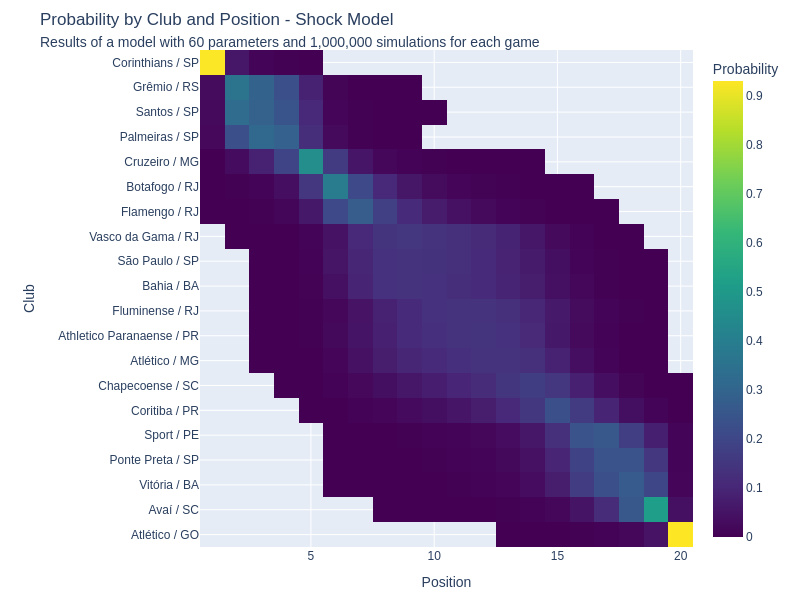 Probability by Club and Position - Shock Model
Results of a model with 60 parameters and 1,000,000 simulations for each game
Corinthians / SP
Grêmio / RS
Santos / SP
Palmeiras / SP
Cruzeiro / MG
Botafogo / RJ
Flamengo / RJ
Vasco da Gama / RJ
São Paulo / SP
Bahia / BA
Fluminense / RJ
Athletico Paranaense / PR
Atlético / MG
Chapecoense / SC
Coritiba / PR
Sport / PE
Ponte Preta / SP
Vitória / BA
Avaí / SC
Atlético / GO
Club
5
10
15
20
Position
Probability
0.9
0.8
0.7
0.6
0.5
0.4
0.3
0.2
0.1
0